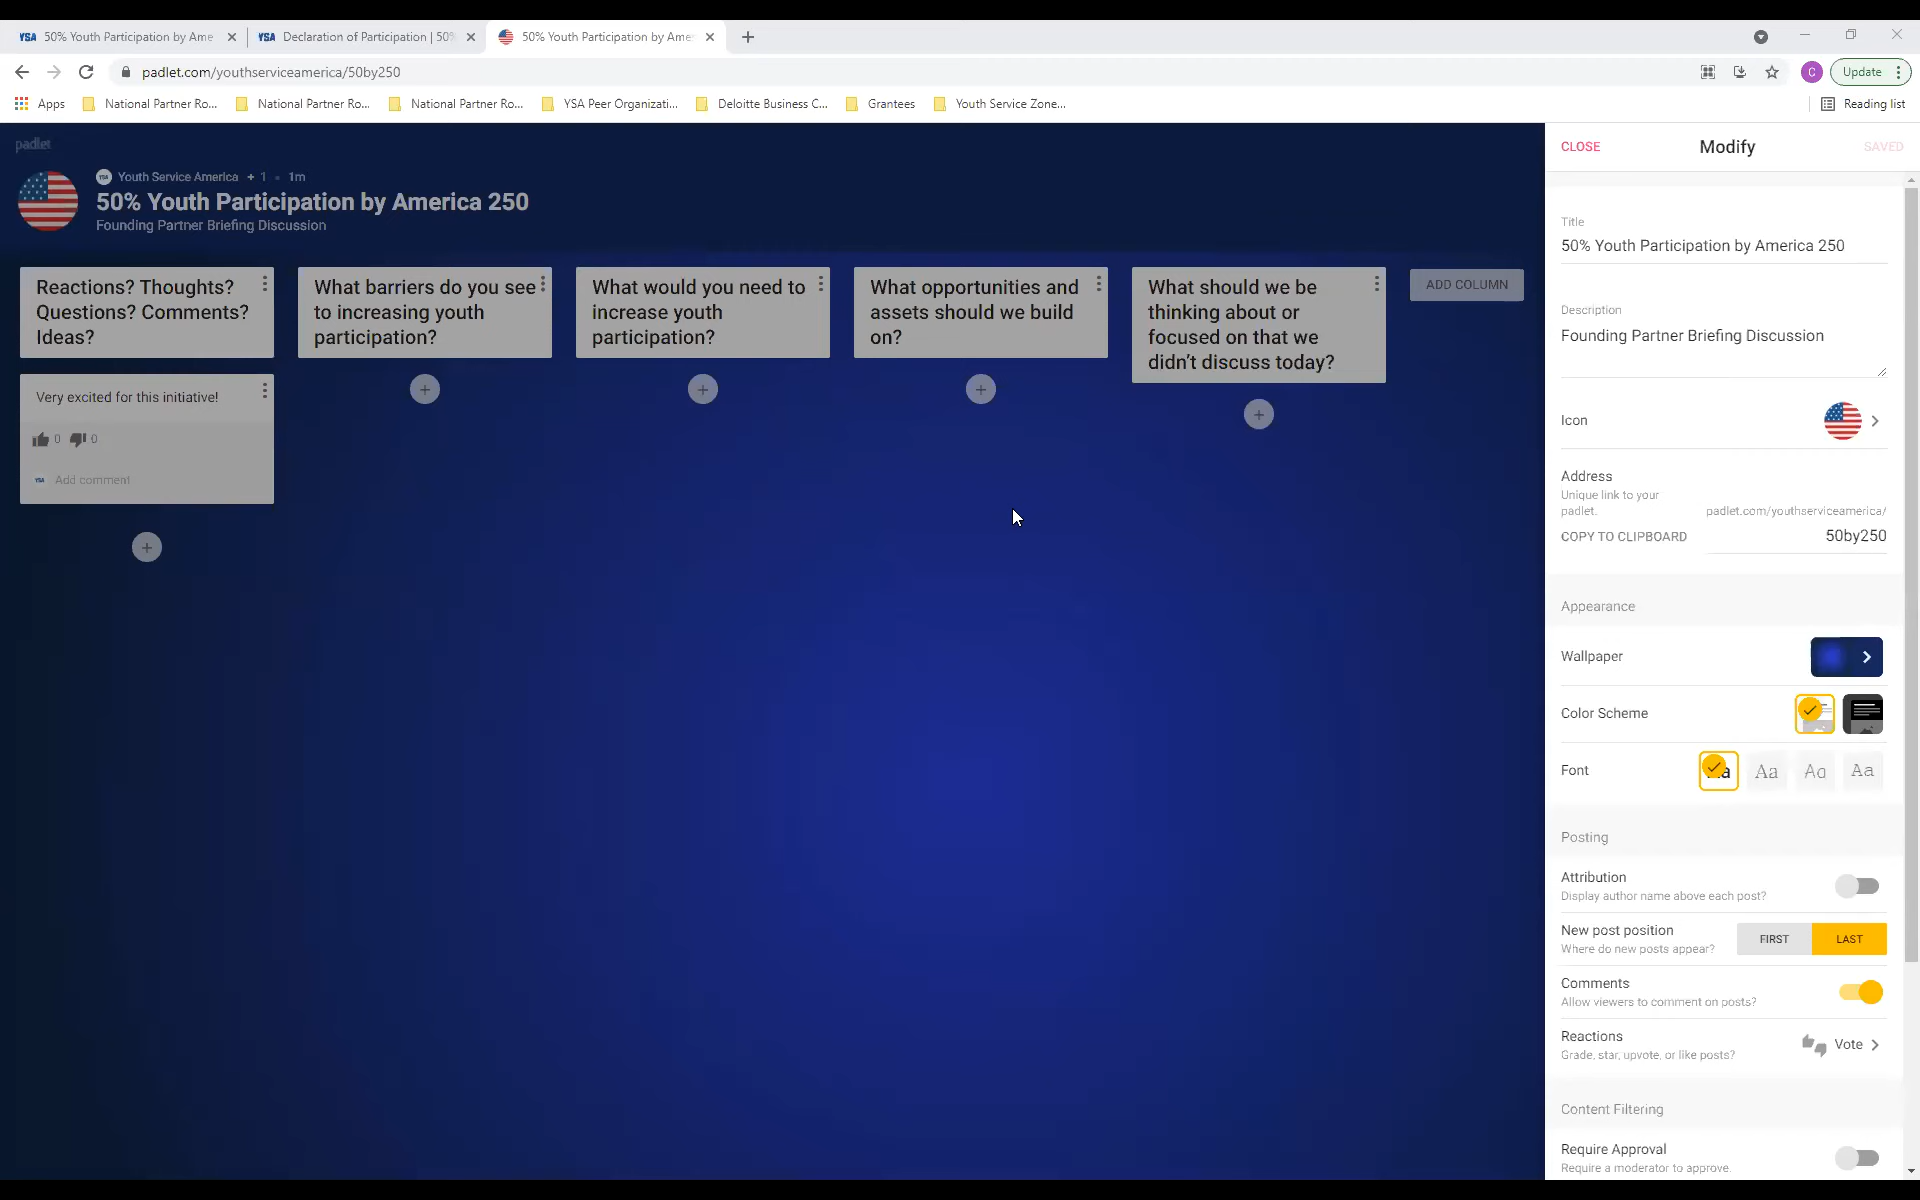 YSA 50% Youth Participation by Ame
YSA Declaration of Participation | 50%
50% Youth Participation by Ame
padlet.com/youthserviceamerica/50by250
C
Update
Apps
National Partner Ro...
National Partner Ro...
National Partner Ro...
YSA Peer Organizati...
Deloitte Business C...
Grantees
Youth Service Zone...
Reading list
padlet
Youth Service America + 1 • 1m
50% Youth Participation by America 250
Founding Partner Briefing Discussion
Reactions? Thoughts?
Questions? Comments?
Ideas?
Very excited for this initiative!
0 0
YSA Add comment
What barriers do you see
to increasing youth
participation?
What would you need to
increase youth
participation?
What opportunities and
assets should we build
on?
What should we be
thinking about or
focused on that we
didn't discuss today?
ADD COLUMN
CLOSE Modify SAVED
Title
50% Youth Participation by America 250
Description
Founding Partner Briefing Discussion
Icon
Address
Unique link to your
padlet.
padlet.com/youthserviceamerica/
COPY TO CLIPBOARD 50by250
Appearance
Wallpaper
Color Scheme
Font Aa Aa Aa
Posting
Attribution
Display author name above each post?
New post position
Where do new posts appear?
FIRST LAST
Comments
Allow viewers to comment on posts?
Reactions
Grade, star, upvote, or like posts?
Vote
Content Filtering
Require Approval
Require a moderator to approve.